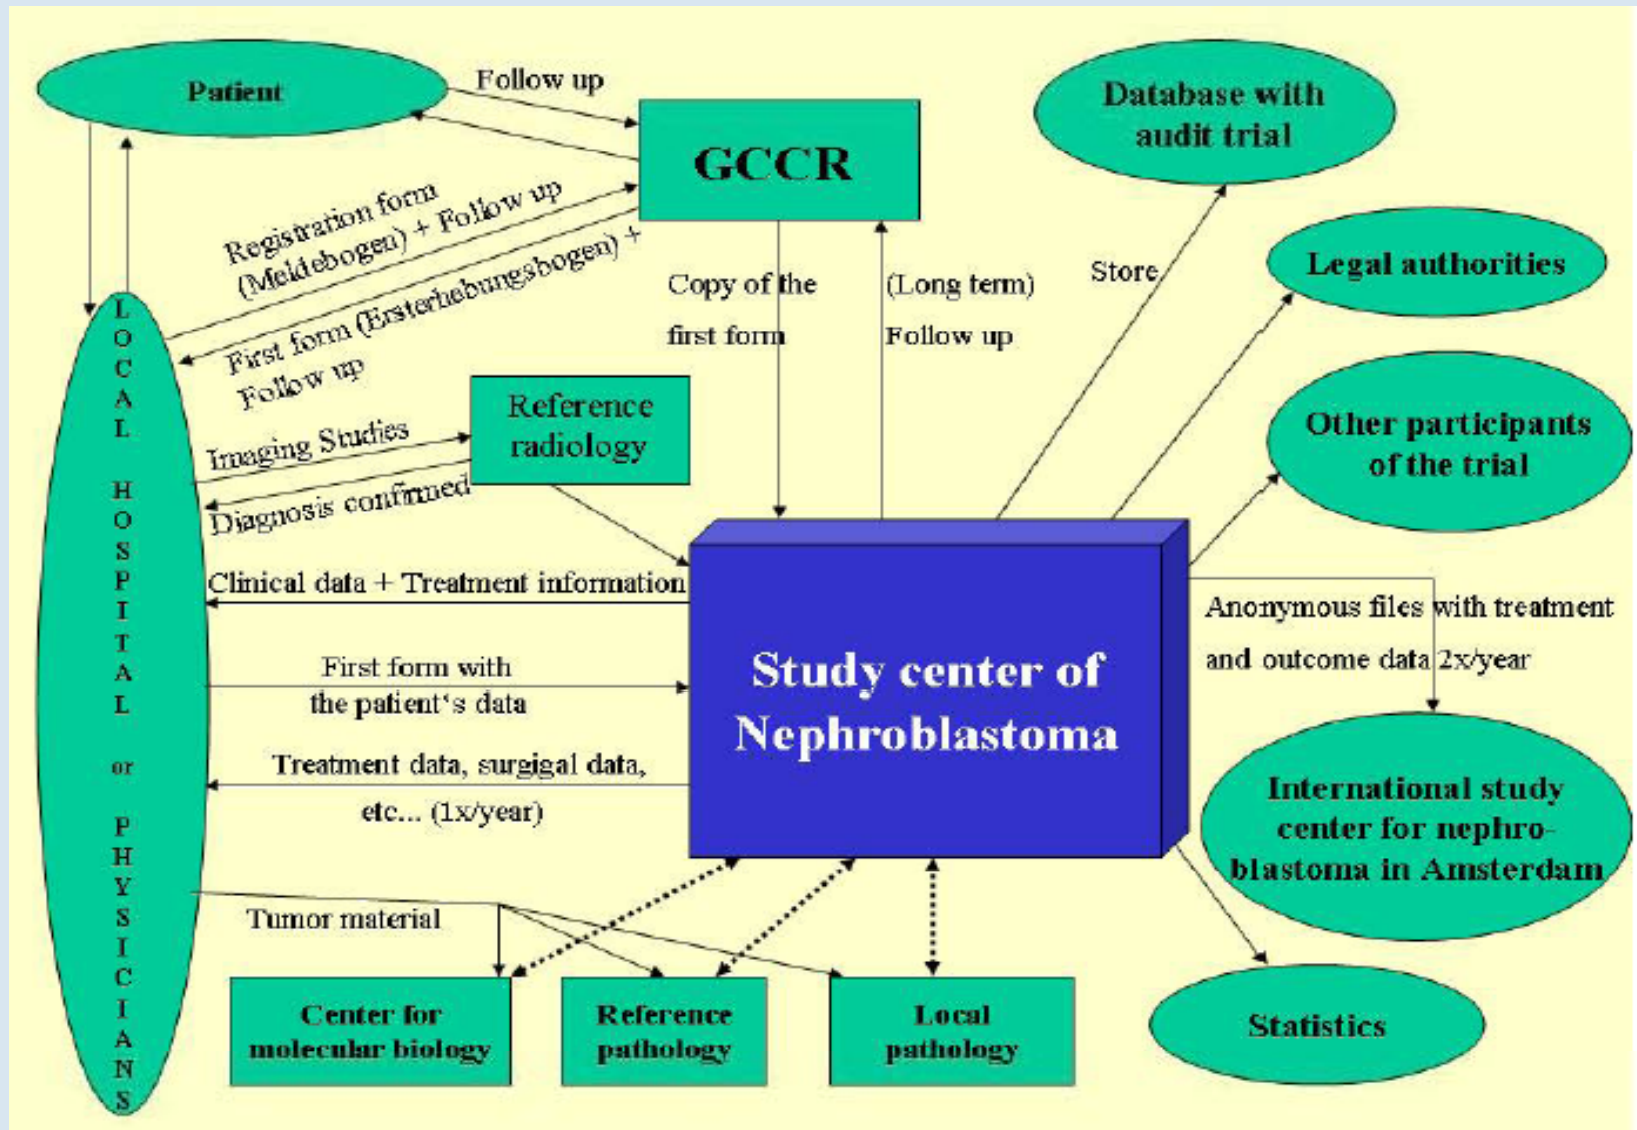 Patient
Follow up
GCCR
Database with
audit trial
Registration form
(Meldebogen) + Follow up
First form (Ersterhebungsbogen) +
Follow up
Copy of the
first form
(Long term)
Follow up
Store
Legal authorities
Other participants
of the trial
LOCAL HOSPITAL or PHYSICIANS
Reference
radiology
Imaging Studies
Diagnosis confirmed
Clinical data + Treatment information
First form with
the patient‘s data
Treatment data, surgigal data,
etc... (1x/year)
Study center of
Nephroblastoma
Anonymous files with treatment
and outcome data 2x/year
International study
center for nephro-
blastoma in Amsterdam
Tumor material
Center for
molecular biology
Reference
pathology
Local
pathology
Statistics